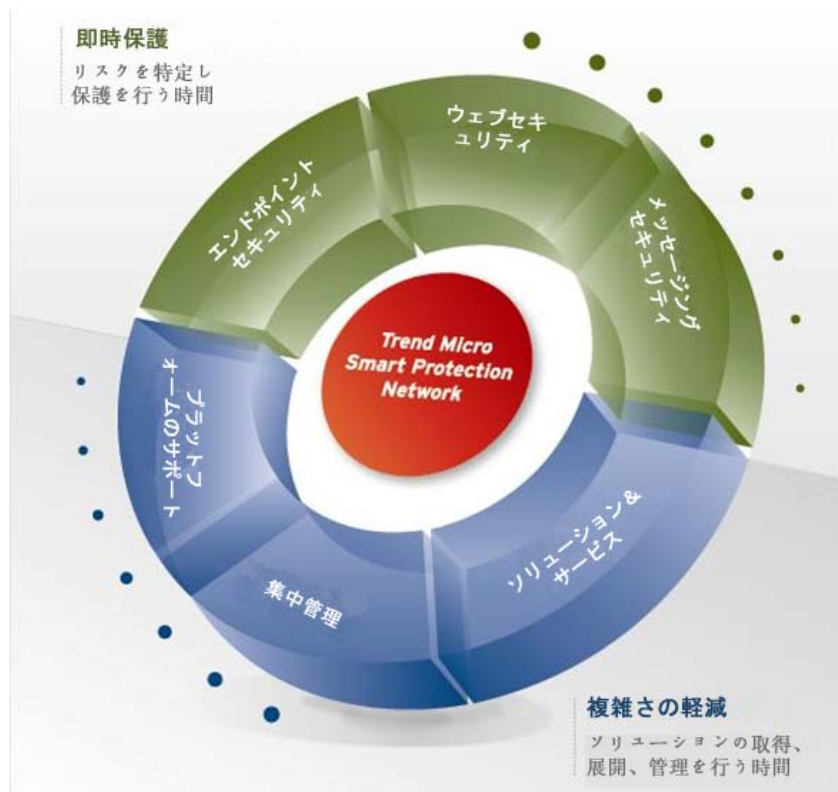 即時保護
リスクを特定し
保護を行う時間
ウェブセキ
ュリティ
エンドポイント
セキュリティ
メッセージング
セキュリティ
Trend Micro
Smart Protection
Network
プラットフ
ォームのサポート
ソリューション&
サービス
集中管理
複雑さの軽減
ソリューションの取得、
展開、管理を行う時間